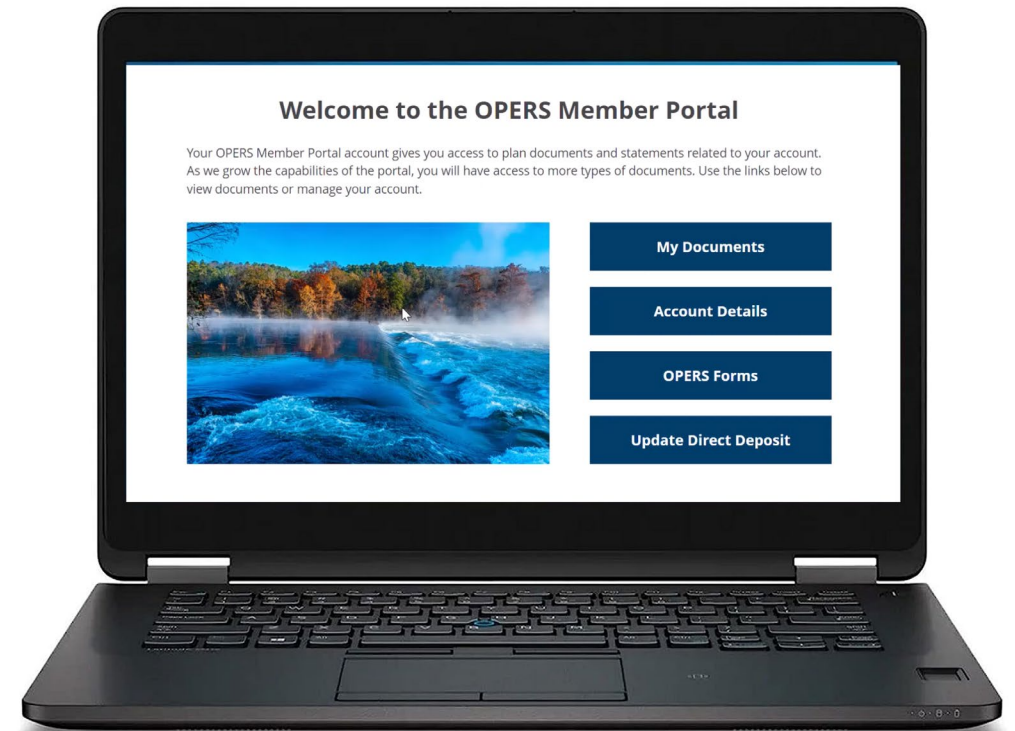 Welcome to the OPERS Member Portal
Your OPERS Member Portal account gives you access to plan documents and statements related to your account.
As we grow the capabilities of the portal, you will have access to more types of documents. Use the links below to
view documents or manage your account.
My Documents
Account Details
OPERS Forms
Update Direct Deposit